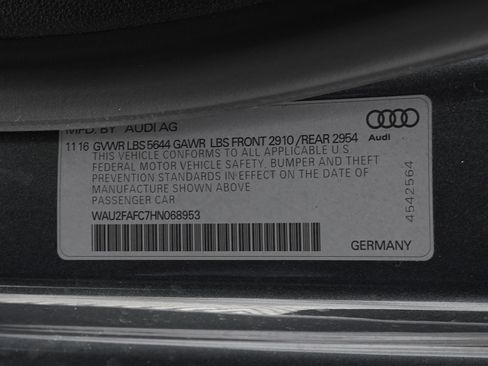 MFD. BY AUDI AG
11 16 GVWR LBS 5644 GAWR LBS FRONT 2910 /REAR 2954
THIS VEHICLE CONFORMS TO ALL APPLICABLE U S
FEDERAL MOTOR VEHICLE SAFETY, BUMPER AND THEFT
PREVENTION STANDARDS IN EFFECT ON THE DATE OF
MANUFACTURE SHOWN ABOVE
PASSENGER CAR
WAU2FAFC7HN068953
Audi
4542564
GERMANY